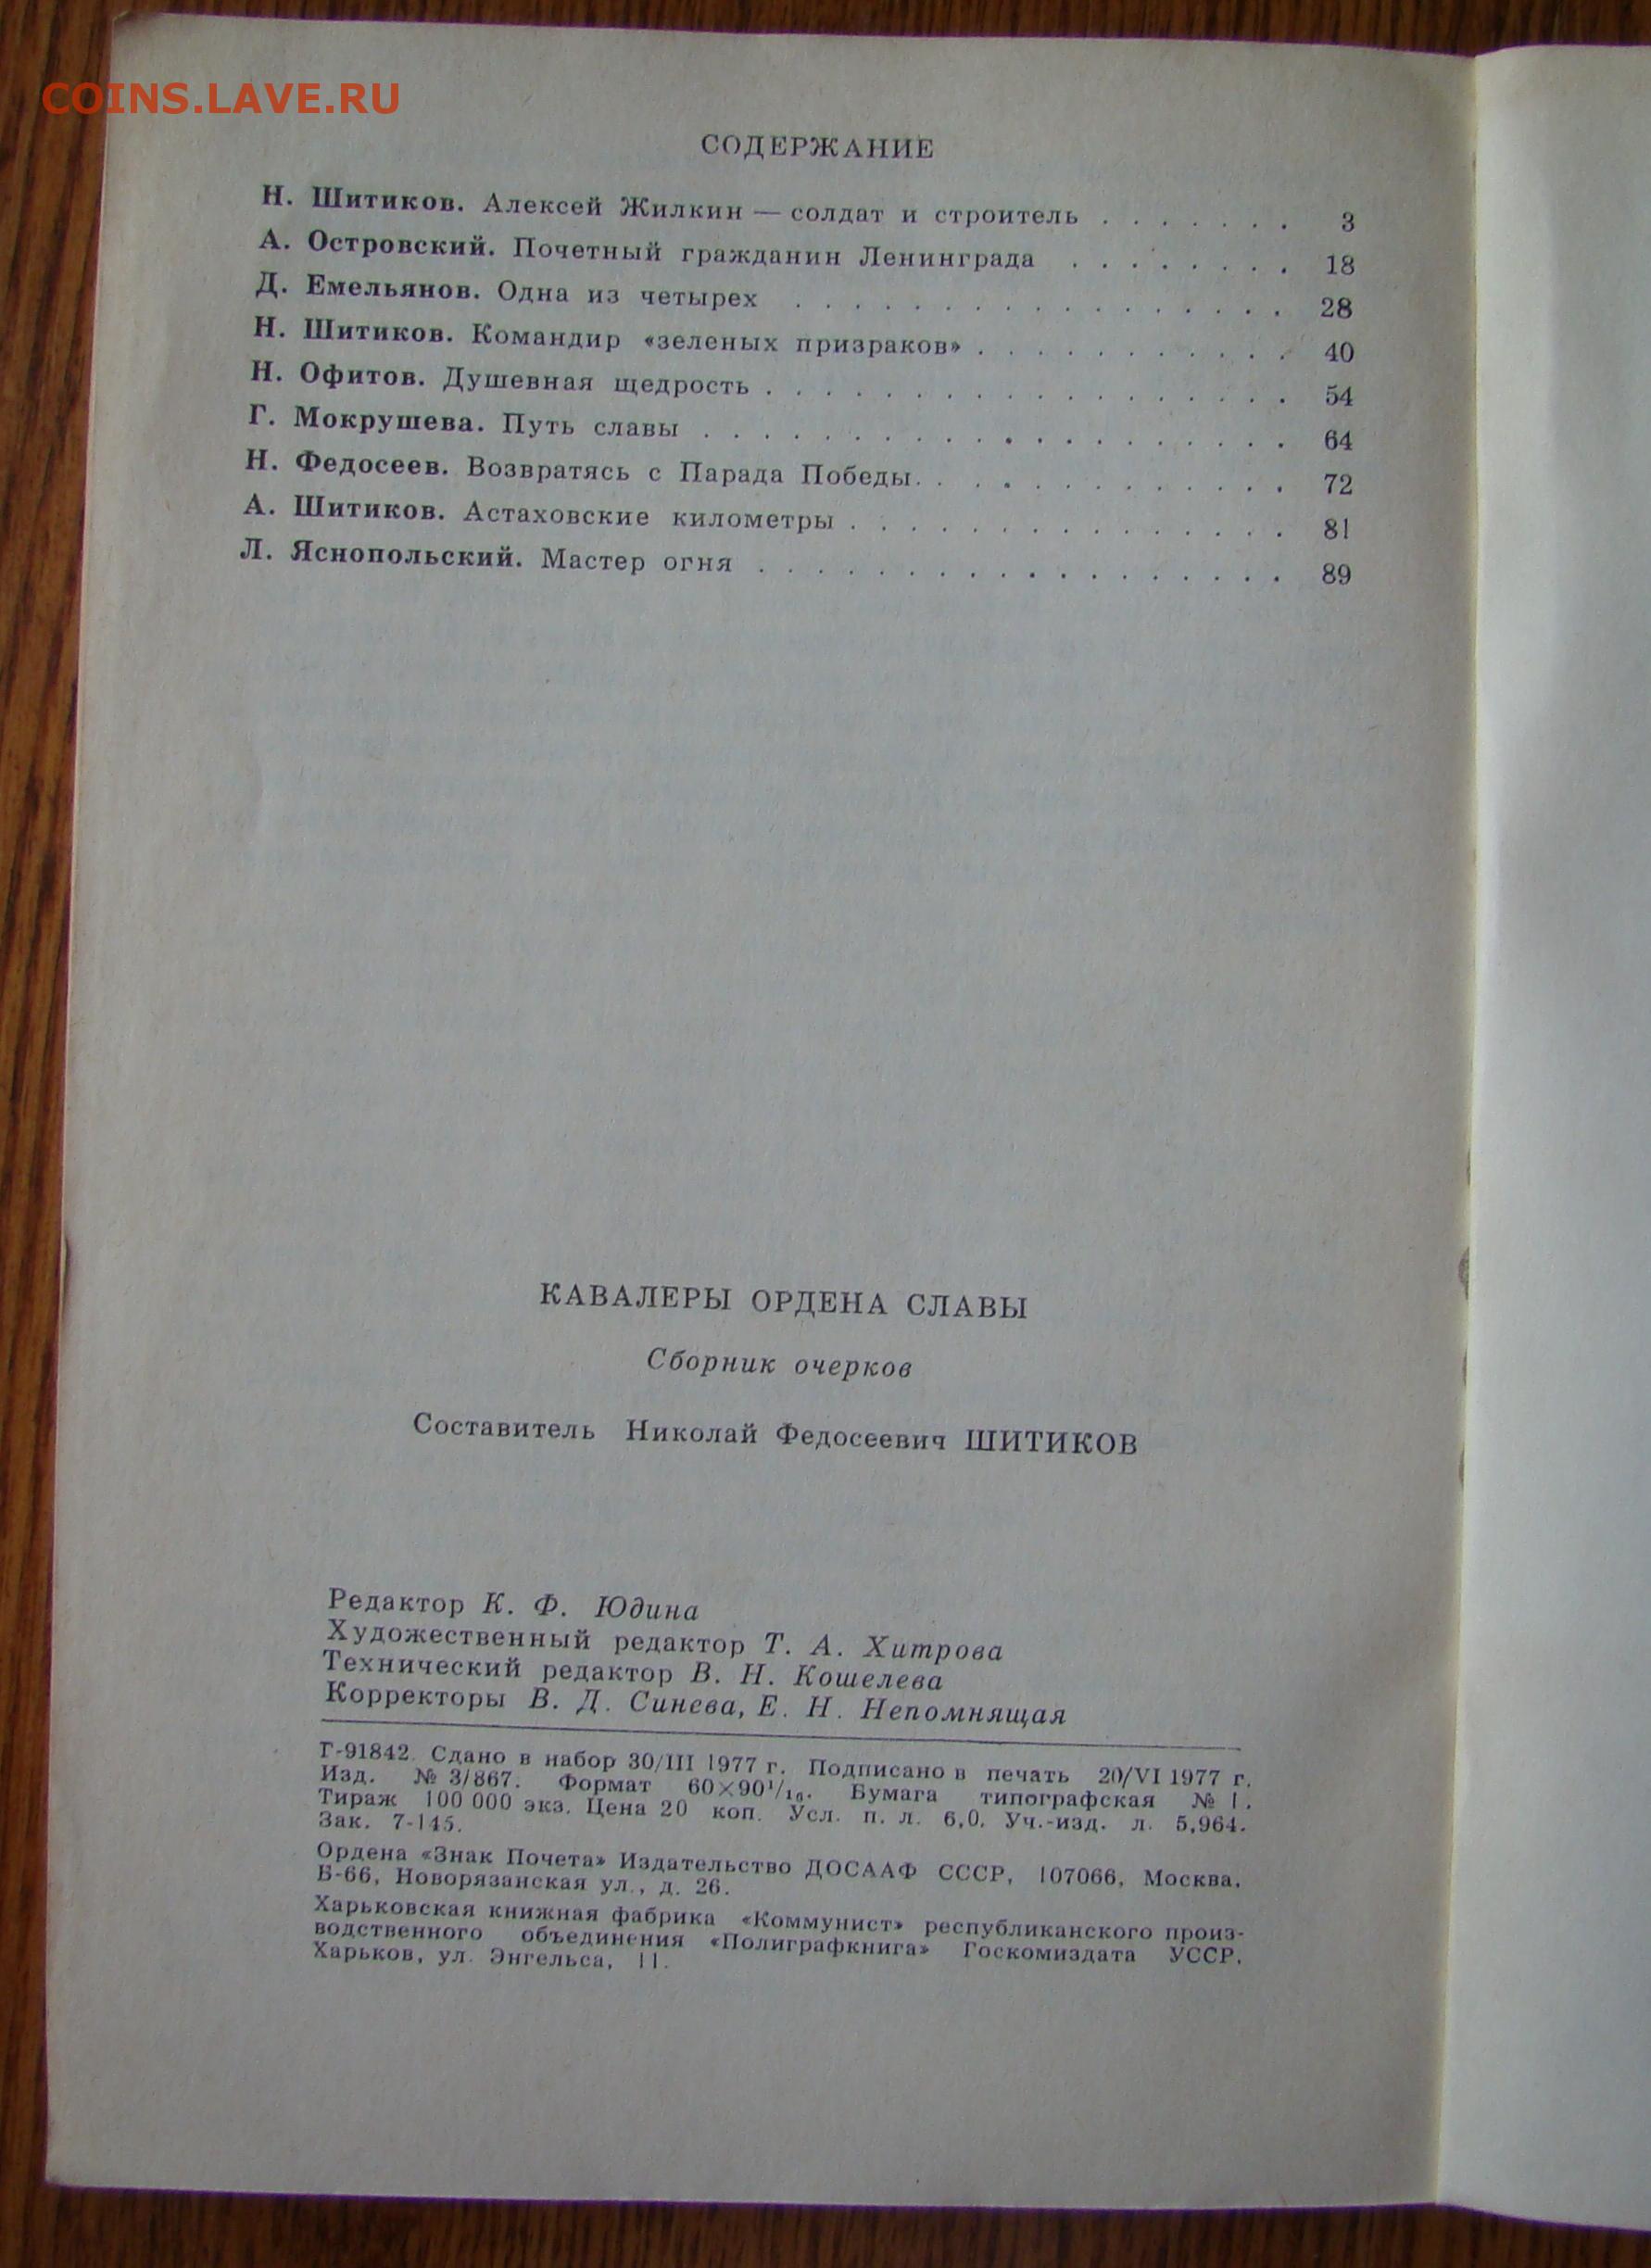 COINS.LAVE.RU
СОДЕРЖАНИЕ
Н. Шитиков. Алексей Жилкин — солдат и строитель . . . . . . . 3
А. Островский. Почетный гражданин Ленинграда . . . . . . . . 18
Д. Емельянов. Одна из четырех . . . . . . . . . . . . . . . . . 28
Н. Шитиков. Командир «зеленых призраков» . . . . . . . . . . . 40
Н. Офитов. Душевная щедрость . . . . . . . . . . . . . . . . . . 54
Г. Мокрушева. Путь славы . . . . . . . . . . . . . . . . . . . . 64
Н. Федосеев. Возвратясь с Парада Победы . . . . . . . . . . . . . 72
А. Шитиков. Астаховские километры . . . . . . . . . . . . . . . 81
Л. Яснопольский. Мастер огня . . . . . . . . . . . . . . . . . . 89
КАВАЛЕРЫ ОРДЕНА СЛАВЫ
Сборник очерков
Составитель Николай Федосеевич ШИТИКОВ
Редактор К. Ф. Юдина
Художественный редактор Т. А. Хитрова
Технический редактор В. Н. Кошелева
Корректоры В. Д. Синева, Е. Н. Непомнящая
Г-91842. Сдано в набор 30/III 1977 г. Подписано в печать 20/VI 1977 г.
Изд. № 3/867. Формат 60×90¹/₁₆. Бумага типографская № 1.
Тираж 100 000 экз. Цена 20 коп. Усл. п. л. 6,0. Уч.-изд. л. 5,964.
Зак. 7-145.
Ордена «Знак Почета» Издательство ДОСААФ СССР, 107066, Москва,
Б-66, Новорязанская ул., д. 26.
Харьковская книжная фабрика «Коммунист» республиканского произ-
водственного объединения «Полиграфкнига» Госкомиздата УССР,
Харьков, ул. Энгельса, 11.